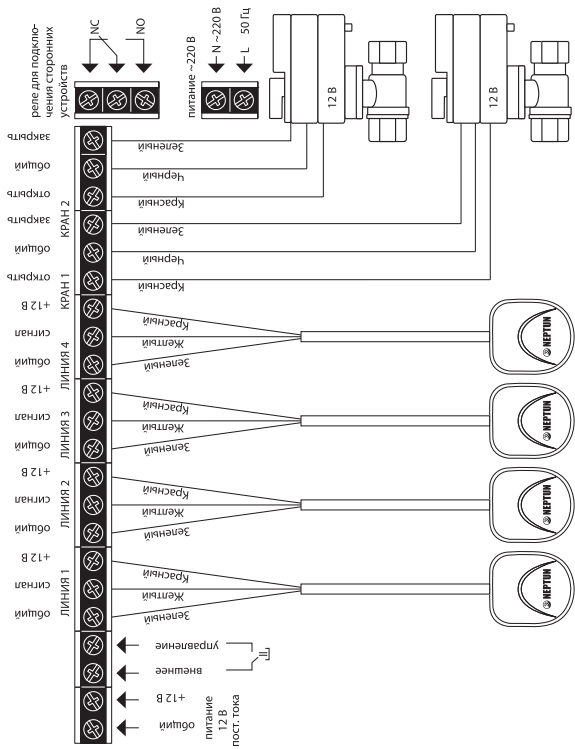 реле для подклю-
чения сторонних
устройств
NC
NO
питание ~220 В
N ~220 В
L 50 Гц
12 В
12 В
закрыть
общий
открыть
КРАН 2
Зеленый
Черный
Красный
закрыть
общий
открыть
КРАН 1
Зеленый
Черный
Красный
+12 В
сигнал
общий
ЛИНИЯ 4
Красный
Желтый
Зеленый
NEPTUN
+12 В
сигнал
общий
ЛИНИЯ 3
Красный
Желтый
Зеленый
NEPTUN
+12 В
сигнал
общий
ЛИНИЯ 2
Красный
Желтый
Зеленый
NEPTUN
+12 В
сигнал
общий
ЛИНИЯ 1
Красный
Желтый
Зеленый
NEPTUN
управление
внешнее
+12 В
общий
питание
12 В
пост. тока